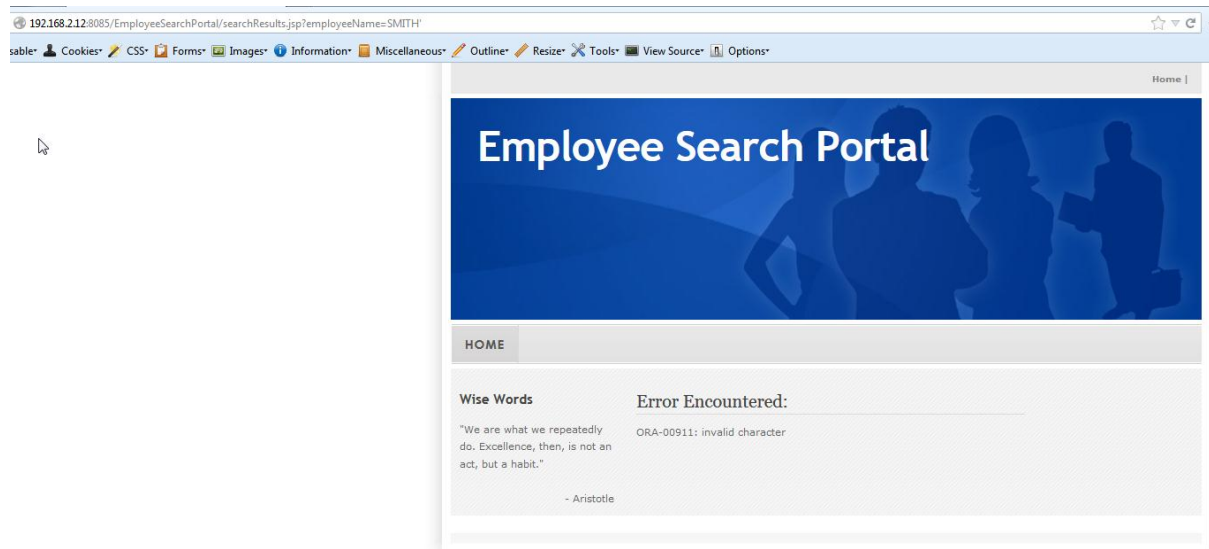 192.168.2.12:8085/EmployeeSearchPortal/searchResults.jsp?employeeName=SMITH'
sable▾ Cookies▾ CSS▾ Forms▾ Images▾ Information▾ Miscellaneous▾ Outline▾ Resize▾ Tools▾ View Source▾ Options▾
Home |
Employee Search Portal
HOME
Wise Words
"We are what we repeatedly
do. Excellence, then, is not an
act, but a habit."
- Aristotle
Error Encountered:
ORA-00911: invalid character